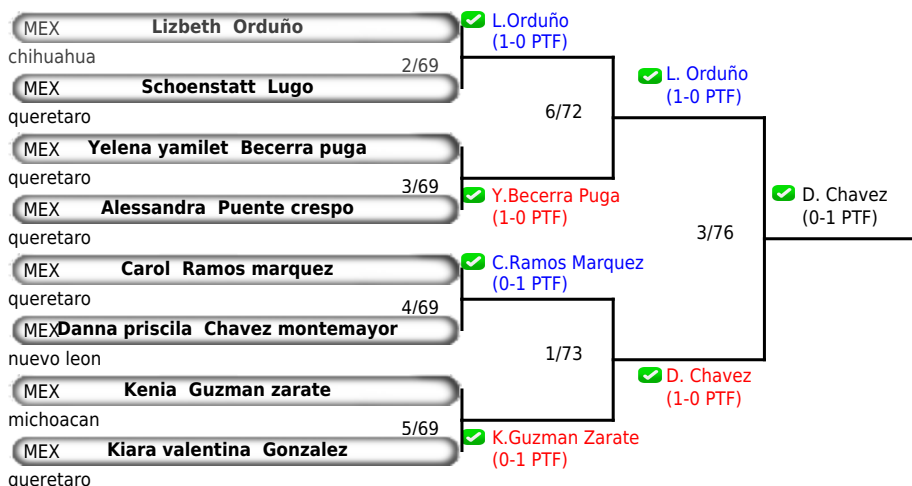 MEX Lizbeth Orduño
chihuahua
2/69
MEX Schoenstatt Lugo
queretaro
MEX Yelena yamilet Becerra puga
queretaro
3/69
MEX Alessandra Puente crespo
queretaro
MEX Carol Ramos marquez
queretaro
4/69
MEX Danna priscila Chavez montemayor
nuevo leon
MEX Kenia Guzman zarate
michoacan
5/69
MEX Kiara valentina Gonzalez
queretaro
L.Orduño
(1-0 PTF)
6/72
Y.Becerra Puga
(1-0 PTF)
C.Ramos Marquez
(0-1 PTF)
1/73
K.Guzman Zarate
(0-1 PTF)
L. Orduño
(1-0 PTF)
3/76
D. Chavez
(1-0 PTF)
D. Chavez
(0-1 PTF)